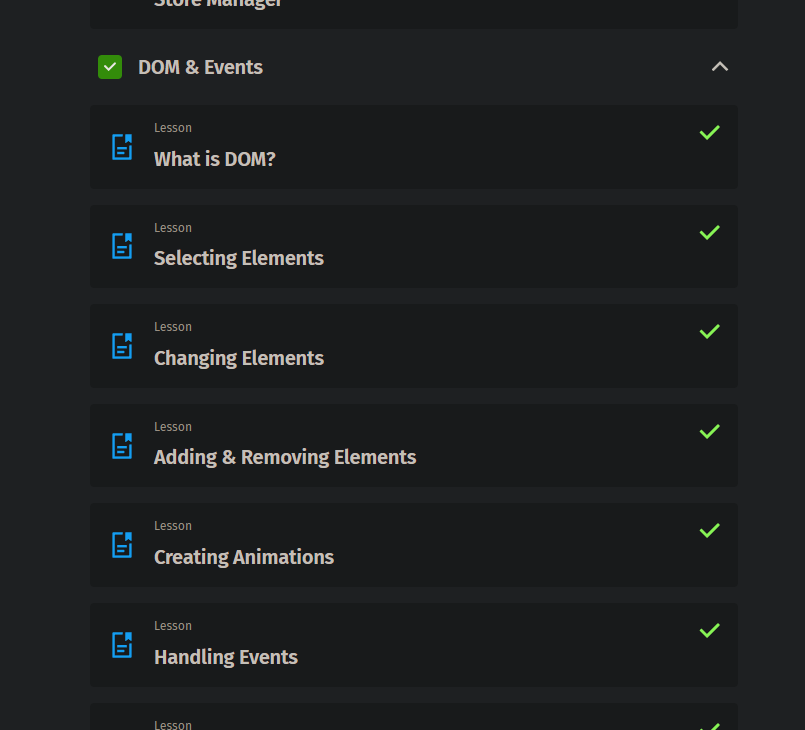 Store Manager
DOM & Events
Lesson
What is DOM?
Lesson
Selecting Elements
Lesson
Changing Elements
Lesson
Adding & Removing Elements
Lesson
Creating Animations
Lesson
Handling Events
Lesson